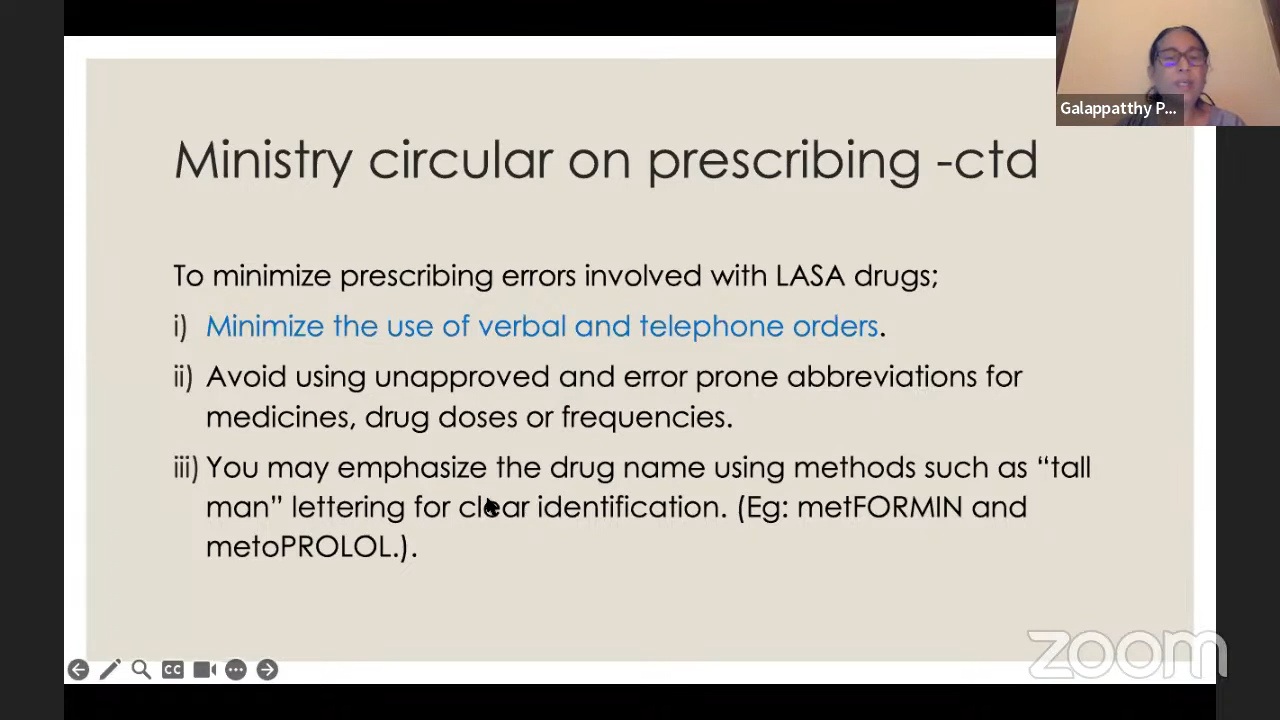 Galappatthy P...
Ministry circular on prescribing -ctd
To minimize prescribing errors involved with LASA drugs;
i) Minimize the use of verbal and telephone orders.
ii) Avoid using unapproved and error prone abbreviations for
medicines, drug doses or frequencies.
iii) You may emphasize the drug name using methods such as “tall
man” lettering for clear identification. (Eg: metFORMIN and
metoPROLOL.).
CC
zoom